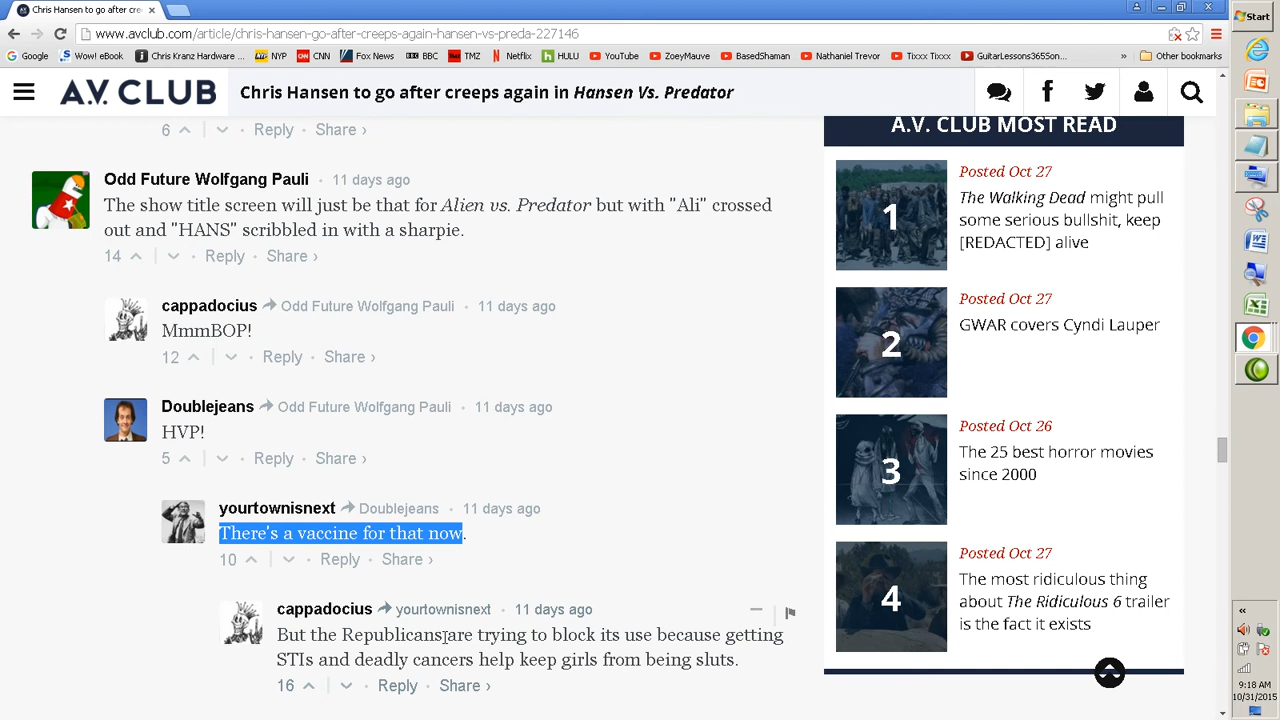 Chris Hansen to go after cree
www.avclub.com/article/chris-hansen-go-after-creeps-again-hansen-vs-preda-227146
Google Wow! eBook Chris Kranz Hardware ... NYP CNN Fox News BBC TMZ Netflix HULU YouTube ZoeyMauve BasedShaman Nathaniel Trevor Tixxx Tixxx GuitarLessons365Son... » Other bookmarks
A.V. CLUB
Chris Hansen to go after creeps again in Hansen Vs. Predator
6 Reply Share ›
Odd Future Wolfgang Pauli • 11 days ago
The show title screen will just be that for Alien vs. Predator but with "Ali" crossed
out and "HANS" scribbled in with a sharpie.
14 Reply Share ›
cappadocius Odd Future Wolfgang Pauli • 11 days ago
MmmBOP!
12 • Reply • Share ›
Doublejeans Odd Future Wolfgang Pauli • 11 days ago
HVP!
5 • Reply • Share ›
yourtownisnext Doublejeans • 11 days ago
There's a vaccine for that now.
10 • Reply • Share ›
cappadocius yourtownisnext • 11 days ago
But the Republicans are trying to block its use because getting
STIs and deadly cancers help keep girls from being sluts.
16 • Reply • Share ›
A.V. CLUB MOST READ
1
Posted Oct 27
The Walking Dead might pull
some serious bullshit, keep
[REDACTED] alive
2
Posted Oct 27
GWAR covers Cyndi Lauper
3
Posted Oct 26
The 25 best horror movies
since 2000
4
Posted Oct 27
The most ridiculous thing
about The Ridiculous 6 trailer
is the fact it exists
Start
9:18 AM
10/31/2015